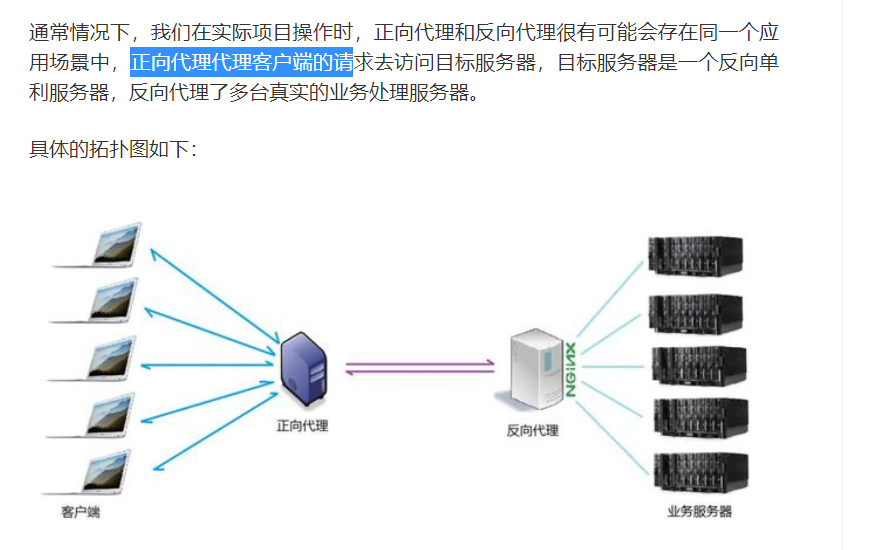 通常情况下，我们在实际项目操作时，正向代理和反向代理很有可能会存在同一个应
用场景中，正向代理代理客户端的请求去访问目标服务器，目标服务器是一个反向单
利服务器，反向代理了多台真实的业务处理服务器。
具体的拓扑图如下：
NGiNX
正向代理
反向代理
客户端
业务服务器